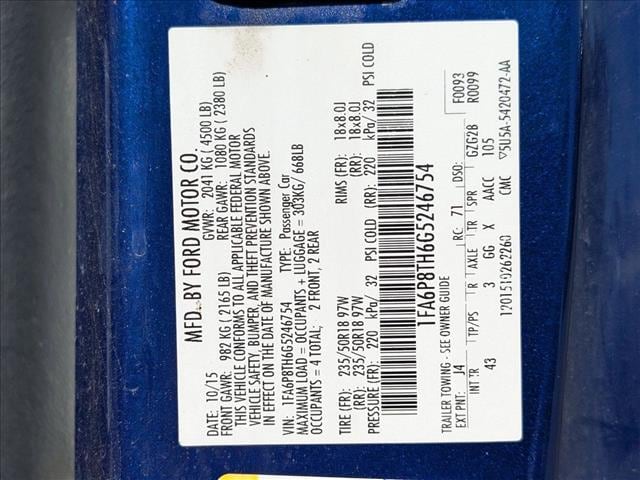 MFD. BY FORD MOTOR CO.
DATE: 10/15 GVWR: 2041 KG ( 4500 LB)
FRONT GAWR: 982 KG ( 2165 LB) REAR GAWR: 1080 KG ( 2380 LB)
THIS VEHICLE CONFORMS TO ALL APPLICABLE FEDERAL MOTOR
VEHICLE SAFETY, BUMPER, AND THEFT PREVENTION STANDARDS
IN EFFECT ON THE DATE OF MANUFACTURE SHOWN ABOVE.
VIN: 1FA6P8TH6G5246754 TYPE: Passenger Car
MAXIMUM LOAD = OCCUPANTS + LUGGAGE = 303KG/ 668LB
OCCUPANTS = 4 TOTAL; 2 FRONT, 2 REAR
TIRE (FR): 235/50R18 97W RIMS (FR): 18x8.0J
(RR): 235/50R18 97W (RR): 18x8.0J
PRESSURE (FR): 220 kPa/ 32 PSI COLD (RR): 220 kPa/ 32 PSI COLD
1FA6P8TH6G5246754
TRAILER TOWING - SEE OWNER GUIDE F0093
EXT PNT: J4 RC: 71 DSO: R0099
INT TR TP/PS R AXLE TR SPR GZG2B
43 3 GG X AACC 105
1201510262260 CMC ▽5U5A-5420472-AA